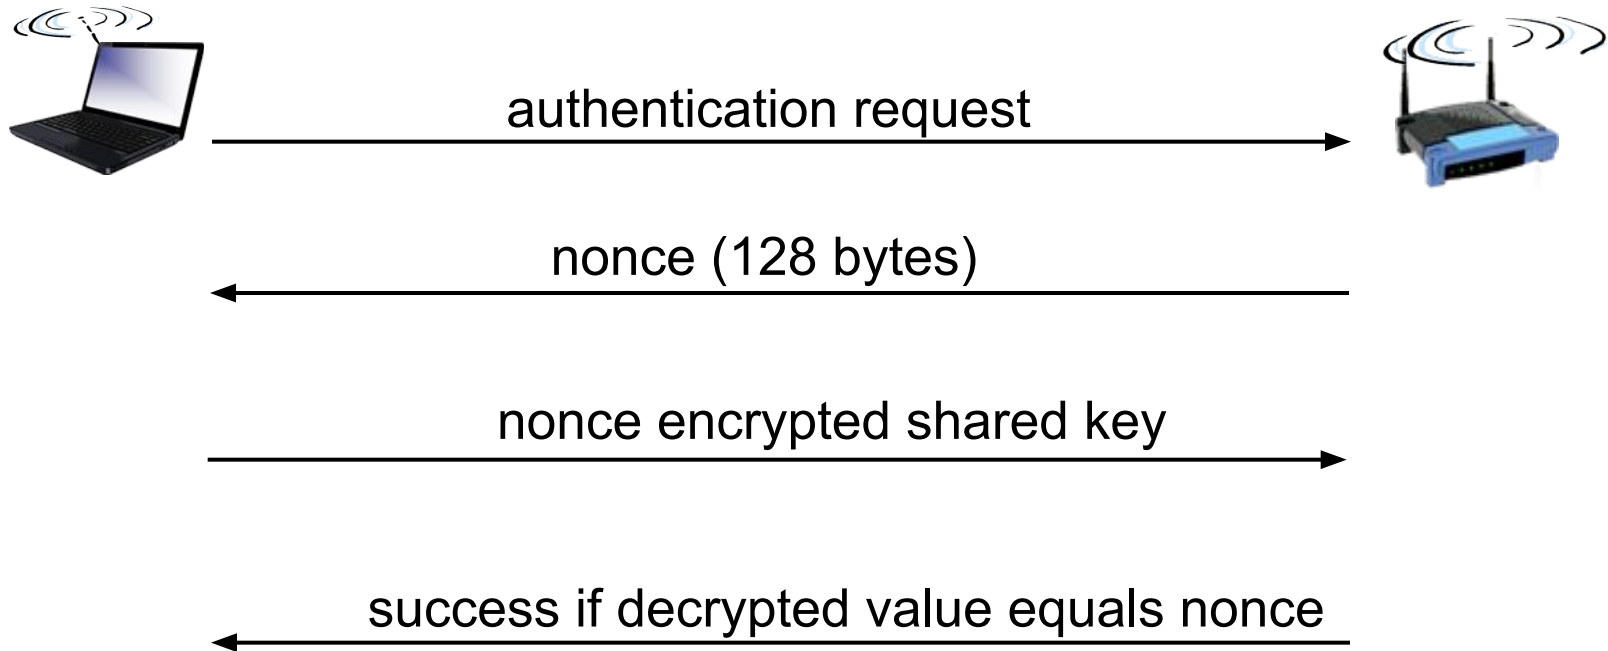 authentication request
nonce (128 bytes)
nonce encrypted shared key
success if decrypted value equals nonce